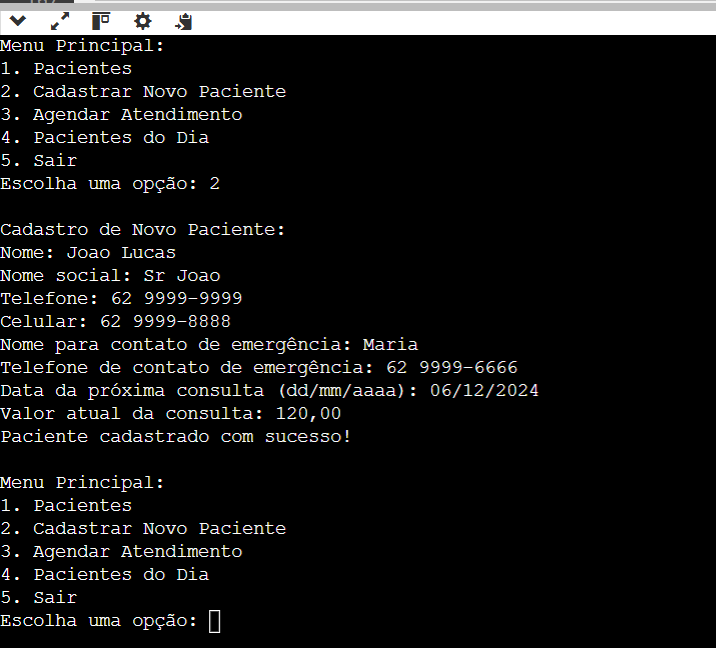 Menu Principal:
1. Pacientes
2. Cadastrar Novo Paciente
3. Agendar Atendimento
4. Pacientes do Dia
5. Sair
Escolha uma opção: 2
Cadastro de Novo Paciente:
Nome: Joao Lucas
Nome social: Sr Joao
Telefone: 62 9999-9999
Celular: 62 9999-8888
Nome para contato de emergência: Maria
Telefone de contato de emergência: 62 9999-6666
Data da próxima consulta (dd/mm/aaaa): 06/12/2024
Valor atual da consulta: 120,00
Paciente cadastrado com sucesso!
Menu Principal:
1. Pacientes
2. Cadastrar Novo Paciente
3. Agendar Atendimento
4. Pacientes do Dia
5. Sair
Escolha uma opção: